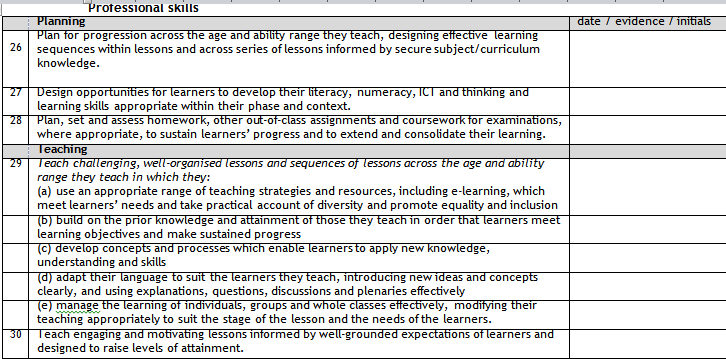 Professional skills
Planning date / evidence / initials
26 Plan for progression across the age and ability range they teach, designing effective learning
sequences within lessons and across series of lessons informed by secure subject/curriculum
knowledge.
27 Design opportunities for learners to develop their literacy, numeracy, ICT and thinking and
learning skills appropriate within their phase and context.
28 Plan, set and assess homework, other out-of-class assignments and coursework for examinations,
where appropriate, to sustain learners’ progress and to extend and consolidate their learning.
Teaching
29 Teach challenging, well-organised lessons and sequences of lessons across the age and ability
range they teach in which they:
(a) use an appropriate range of teaching strategies and resources, including e-learning, which
meet learners’ needs and take practical account of diversity and promote equality and inclusion
(b) build on the prior knowledge and attainment of those they teach in order that learners meet
learning objectives and make sustained progress
(c) develop concepts and processes which enable learners to apply new knowledge,
understanding and skills
(d) adapt their language to suit the learners they teach, introducing new ideas and concepts
clearly, and using explanations, questions, discussions and plenaries effectively
(e) manage the learning of individuals, groups and whole classes effectively, modifying their
teaching appropriately to suit the stage of the lesson and the needs of the learners.
30 Teach engaging and motivating lessons informed by well-grounded expectations of learners and
designed to raise levels of attainment.